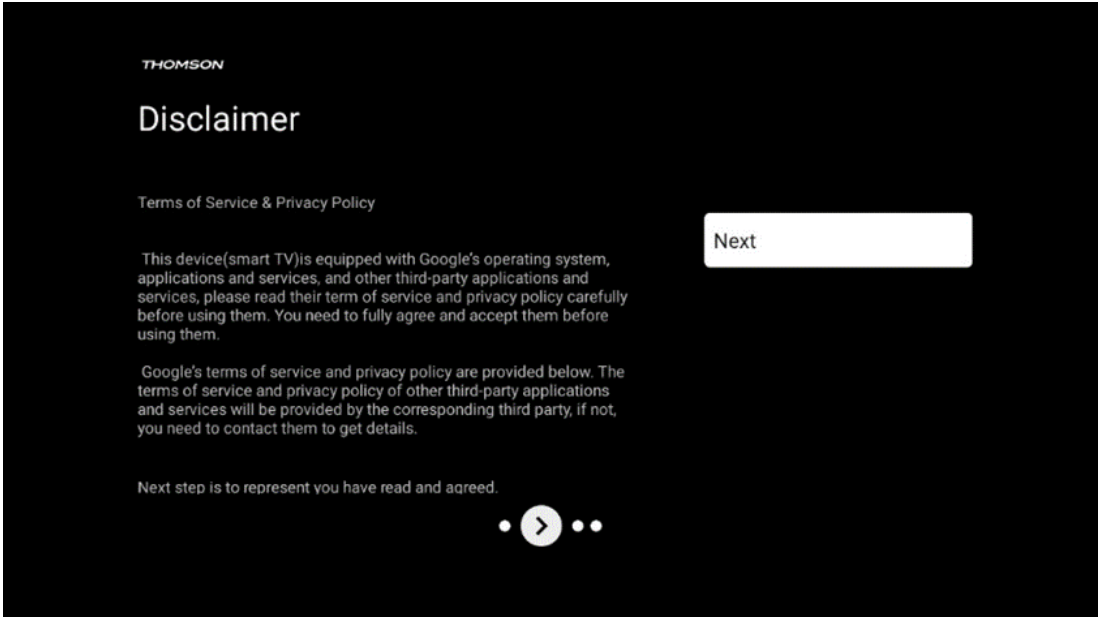 THOMSON
Disclaimer
Terms of Service & Privacy Policy
This device(smart TV)is equipped with Google's operating system,
applications and services, and other third-party applications and
services, please read their term of service and privacy policy carefully
before using them. You need to fully agree and accept them before
using them.
Google's terms of service and privacy policy are provided below. The
terms of service and privacy policy of other third-party applications
and services will be provided by the corresponding third party, if not,
you need to contact them to get details.
Next step is to represent you have read and agreed.
Next